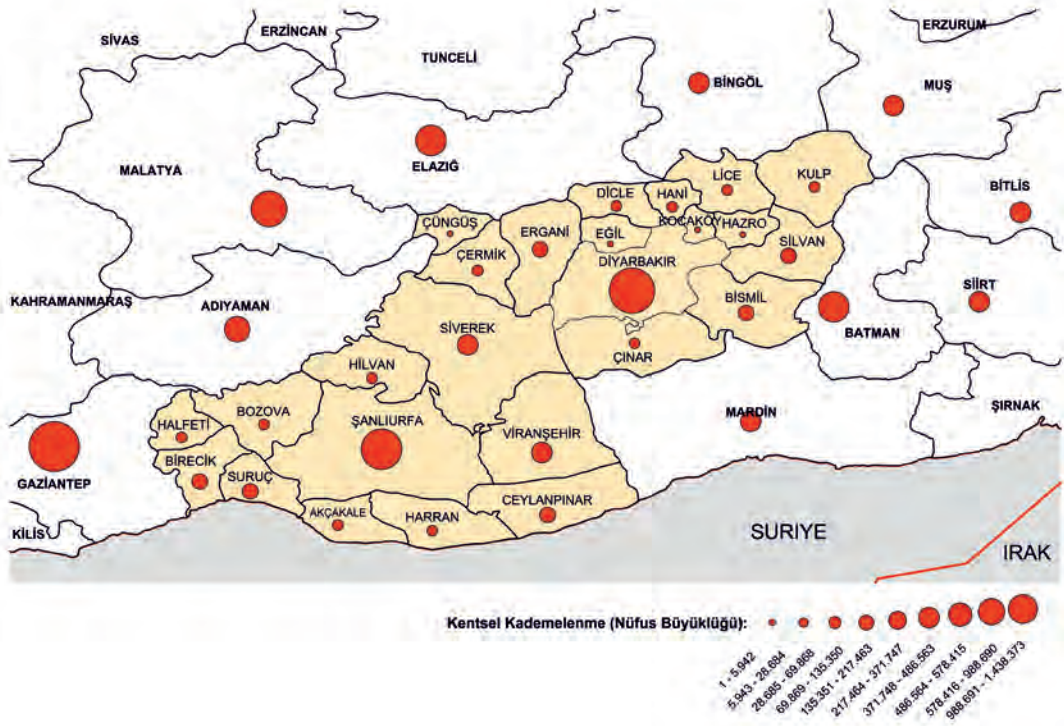 SİVAS
ERZİNCAN
TUNCELİ
ERZURUM
BİNGÖL
MUŞ
MALATYA
ELAZIĞ
LİCE
KULP
BİTLİS
DİCLE
HANİ
ÇÜNGÜŞ
ERGANİ
KOCAKÖY
HAZRO
EĞİL
SİLVAN
ÇERMİK
DİYARBAKIR
SİİRT
KAHRAMANMARAŞ
ADIYAMAN
BİSMİL
SİVEREK
BATMAN
ÇINAR
HİLVAN
BOZOVA
ŞANLIURFA
MARDİN
ŞIRNAK
HALFETİ
VİRANŞEHİR
BİRECİK
SURUÇ
GAZİANTEP
CEYLANPINAR
AKÇAKALE
HARRAN
KİLİS
SURIYE
IRAK
Kentsel Kademelenme (Nüfus Büyüklüğü):
1 - 5.942
5.943 - 28.684
28.685 - 69.868
69.869 - 135.350
135.351 - 217.463
217.464 - 371.747
371.748 - 486.563
486.564 - 578.415
578.416 - 988.690
988.691 - 1.438.373